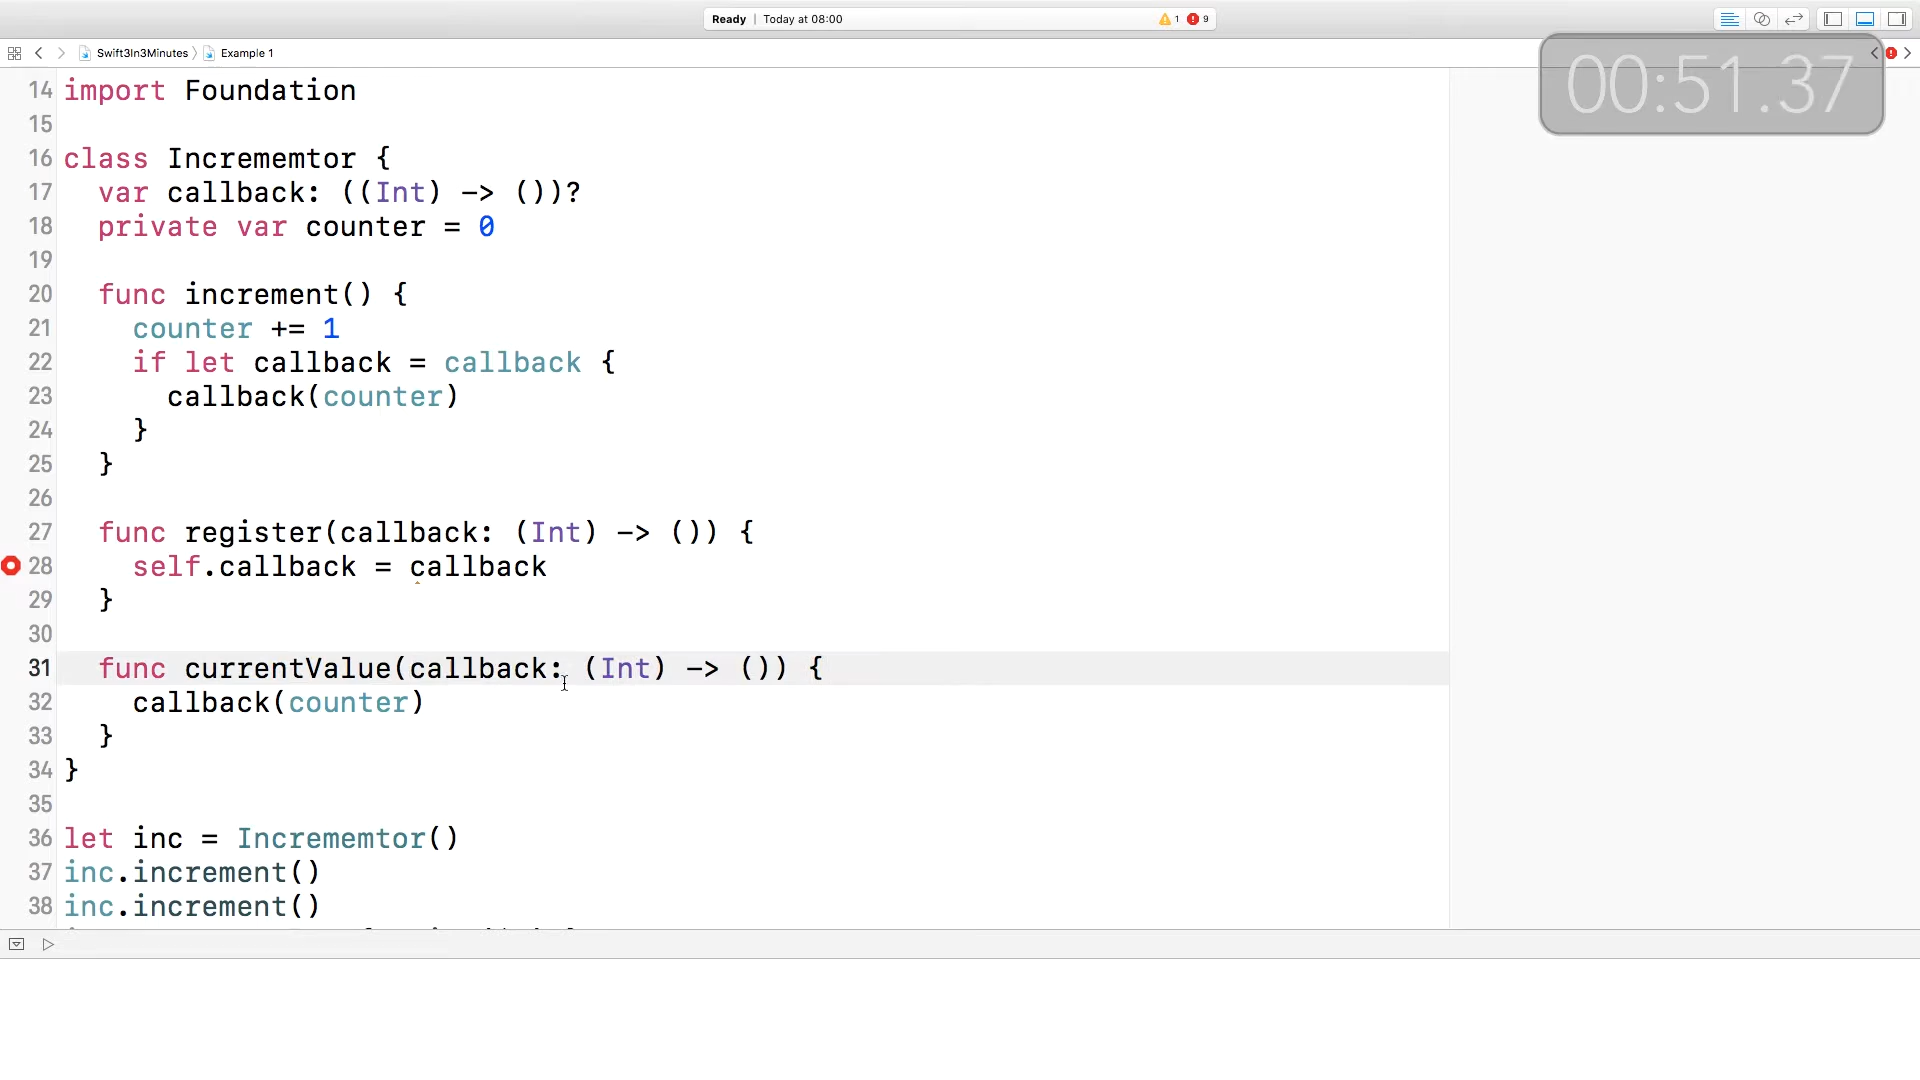 Ready | Today at 08:00 1 9
Swift3In3Minutes Example 1
00:51.37
14 import Foundation
15
16 class Incrememtor {
17 var callback: ((Int) -> ())?
18 private var counter = 0
19
20 func increment() {
21 counter += 1
22 if let callback = callback {
23 callback(counter)
24 }
25 }
26
27 func register(callback: (Int) -> ()) {
28 self.callback = callback
29 }
30
31 func currentValue(callback: (Int) -> ()) {
32 callback(counter)
33 }
34 }
35
36 let inc = Incrememtor()
37 inc.increment()
38 inc.increment()